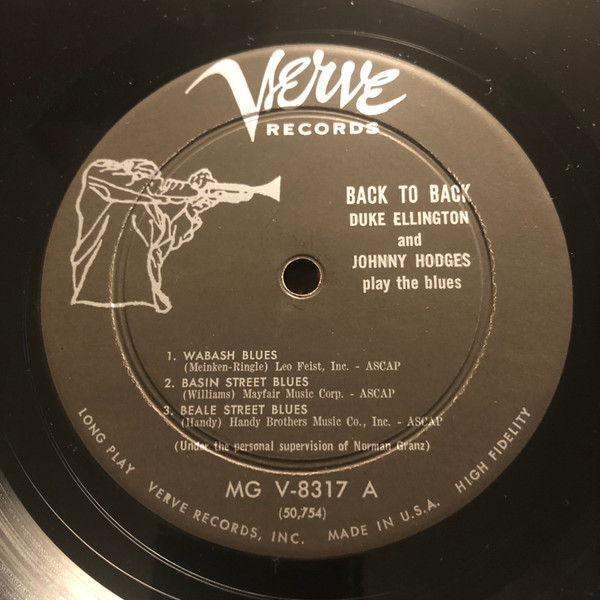 Verve
RECORDS
BACK TO BACK
DUKE ELLINGTON
and
JOHNNY HODGES
play the blues
1. WABASH BLUES
(Meinken-Ringle) Leo Feist, Inc. - ASCAP
2. BASIN STREET BLUES
(Williams) Mayfair Music Corp. - ASCAP
3. BEALE STREET BLUES
(Handy) Handy Brothers Music Co., Inc. - ASCAP
(Under the personal supervision of Norman Granz)
MG V-8317 A
(50,754)
LONG PLAY VERVE RECORDS, INC. MADE IN U.S.A. HIGH FIDELITY